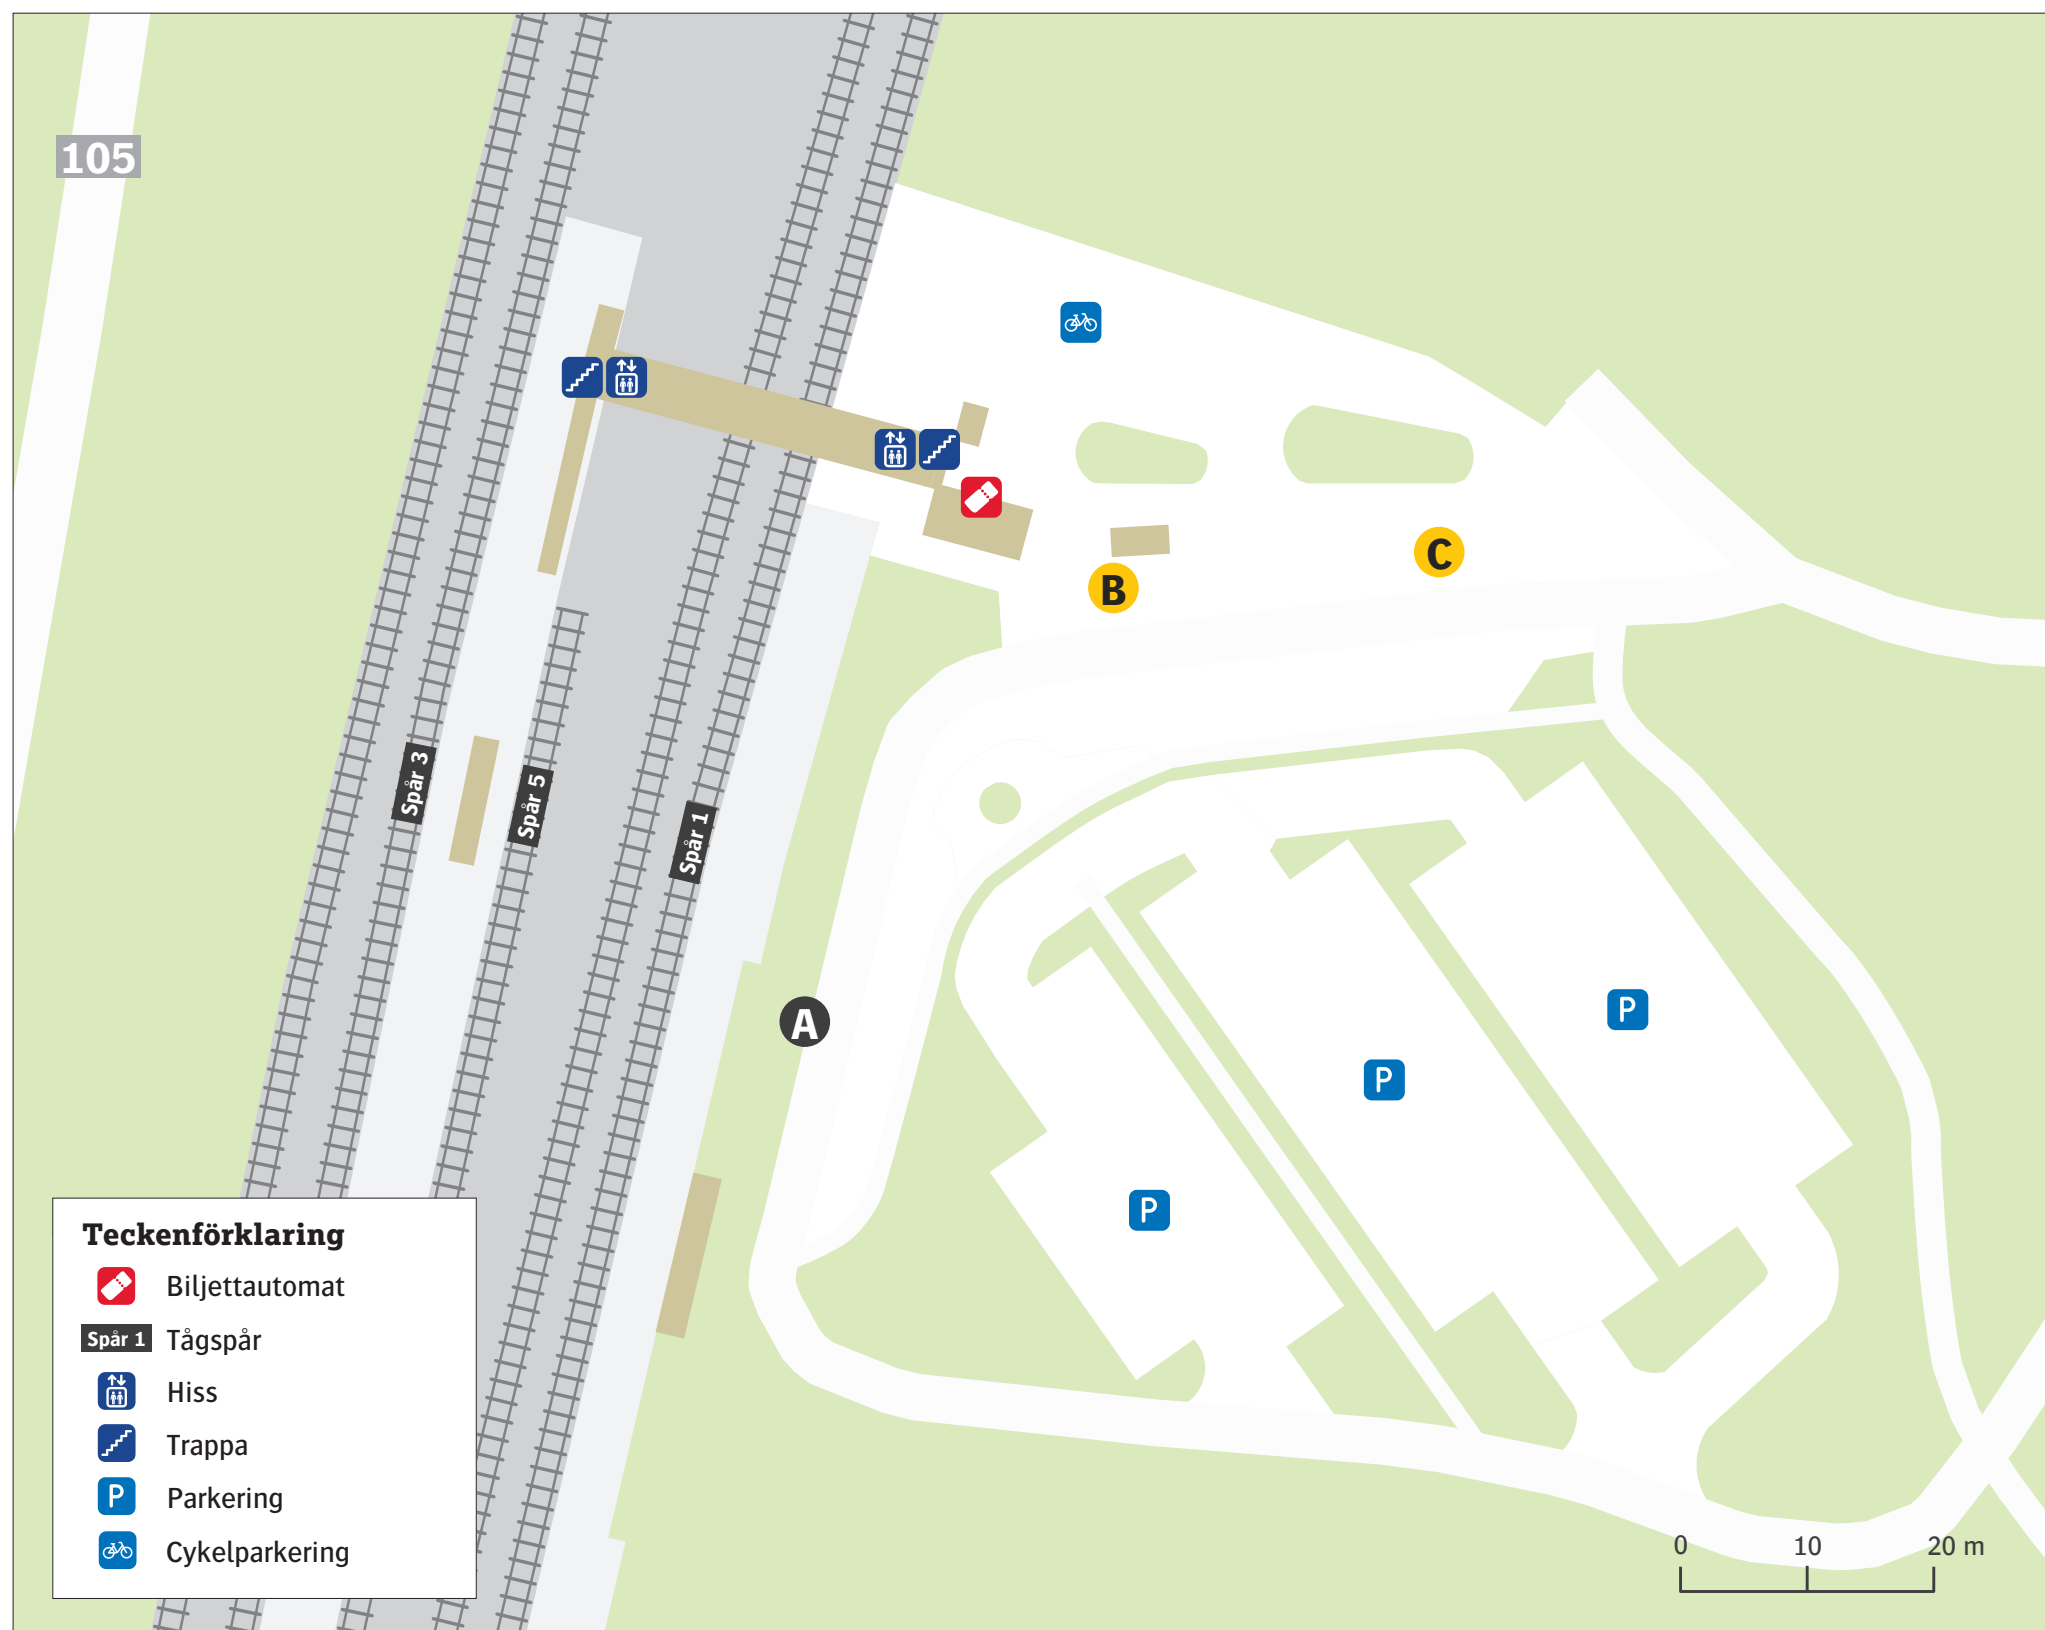 105
C
B
Spår 3
Spår 5
Spår 1
A
P
P
P
Teckenförklaring
Biljettautomat
Spår 1 Tågspår
Hiss
Trappa
P Parkering
Cykelparkering
0 10 20 m